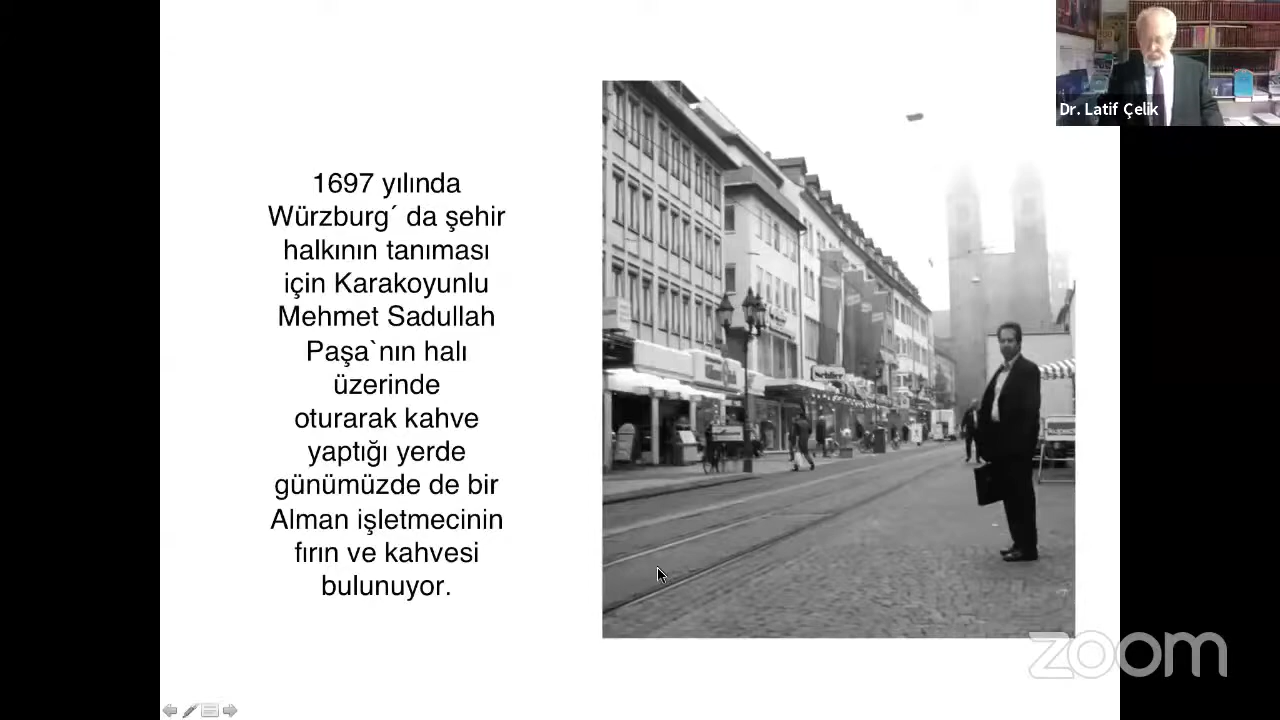 Dr. Latif Çelik
1697 yılında
Würzburg´ da şehir
halkının tanıması
için Karakoyunlu
Mehmet Sadullah
Paşa`nın halı
üzerinde
oturarak kahve
yaptığı yerde
günümüzde de bir
Alman işletmecinin
fırın ve kahvesi
bulunuyor.
Schlier
zoom